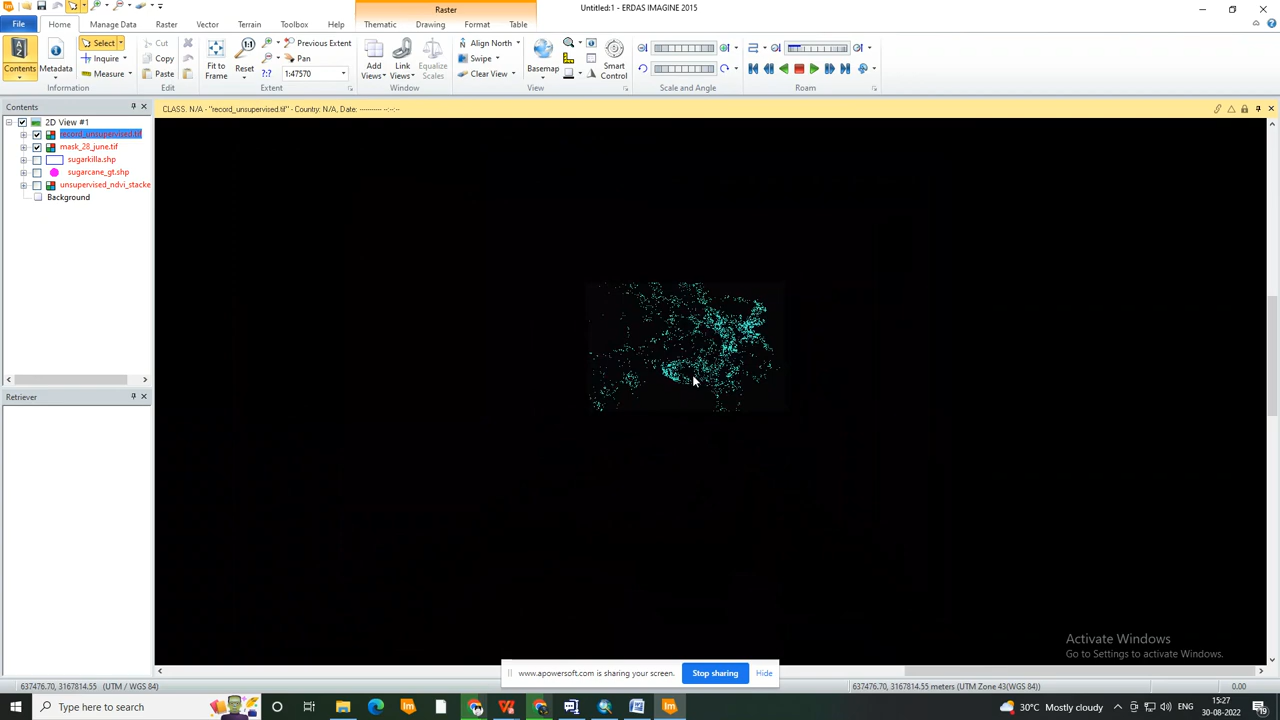 Raster
Untitled:1 - ERDAS IMAGINE 2015
File
Home
Manage Data
Raster
Vector
Terrain
Toolbox
Help
Thematic
Drawing
Format
Table
Contents
Metadata
Select
Inquire
Measure
Information
Cut
Copy
Paste
Edit
Fit to Frame
Reset
Previous Extent
Pan
1:47570
Extent
Add Views
Link Views
Equalize Scales
Window
Align North
Swipe
Clear View
Basemap
Smart Control
View
Scale and Angle
Roam
Contents
2D View #1
record_unsupervised.tif
mask_28_june.tif
sugarkilla.shp
sugarcane_gt.shp
unsupervised_ndvi_stacke
Background
Retriever
CLASS. N/A - "record_unsupervised.tif" - Country: N/A, Date: ----------- --:--:--
Activate Windows
Go to Settings to activate Windows.
www.apowersoft.com is sharing your screen.
Stop sharing
Hide
637476.70, 3167814.55 (UTM / WGS 84)
637476.70, 3167814.55 meters (UTM Zone 43(WGS 84)
0.00
Type here to search
30°C Mostly cloudy
ENG
15:27
30-08-2022